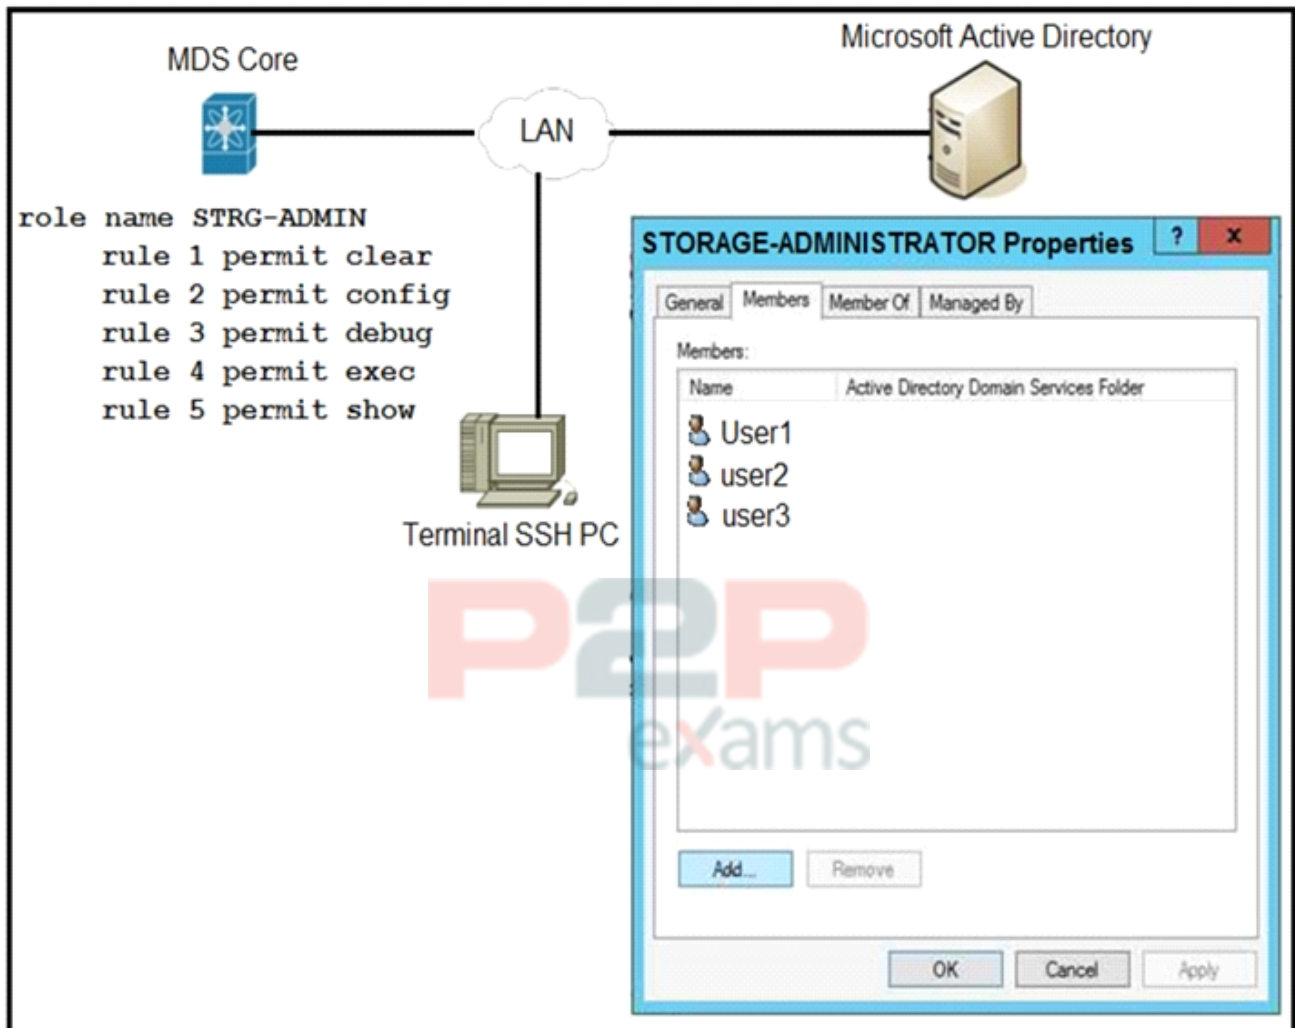 Microsoft Active Directory
MDS Core
LAN
role name STRG-ADMIN
rule 1 permit clear
rule 2 permit config
rule 3 permit debug
rule 4 permit exec
rule 5 permit show
Terminal SSH PC
STORAGE-ADMINISTRATOR Properties ? x
General Members Member Of Managed By
Members:
Name Active Directory Domain Services Folder
User1
user2
user3
P2P
exams
Add... Remove
OK Cancel Apply